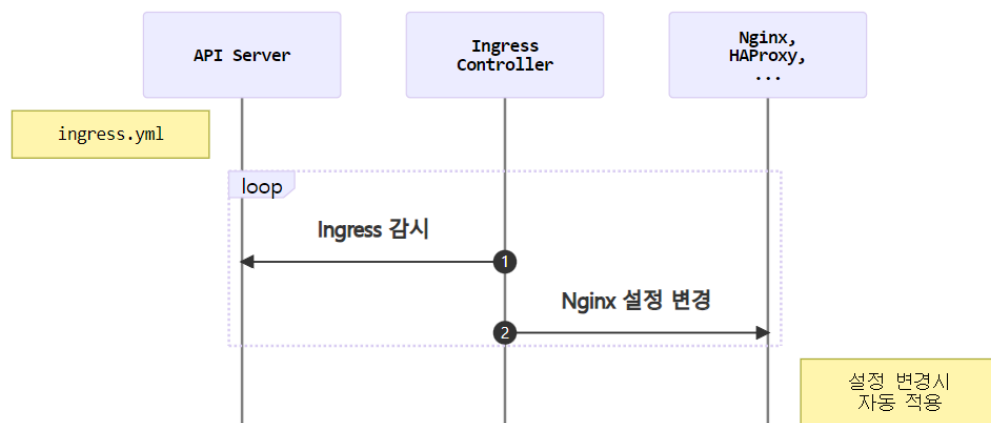 API Server
Ingress
Controller
Nginx,
HAProxy,
...
ingress.yml
loop
Ingress 감시
1
Nginx 설정 변경
2
설정 변경시
자동 적용